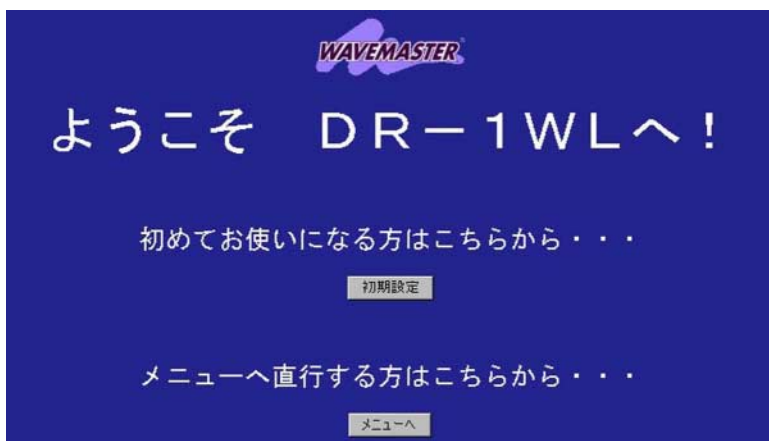 WAVEMASTER
ようこそ　ＤＲ－１ＷＬへ！
初めてお使いになる方はこちらから・・・
初期設定
メニューへ直行する方はこちらから・・・
メニューへ